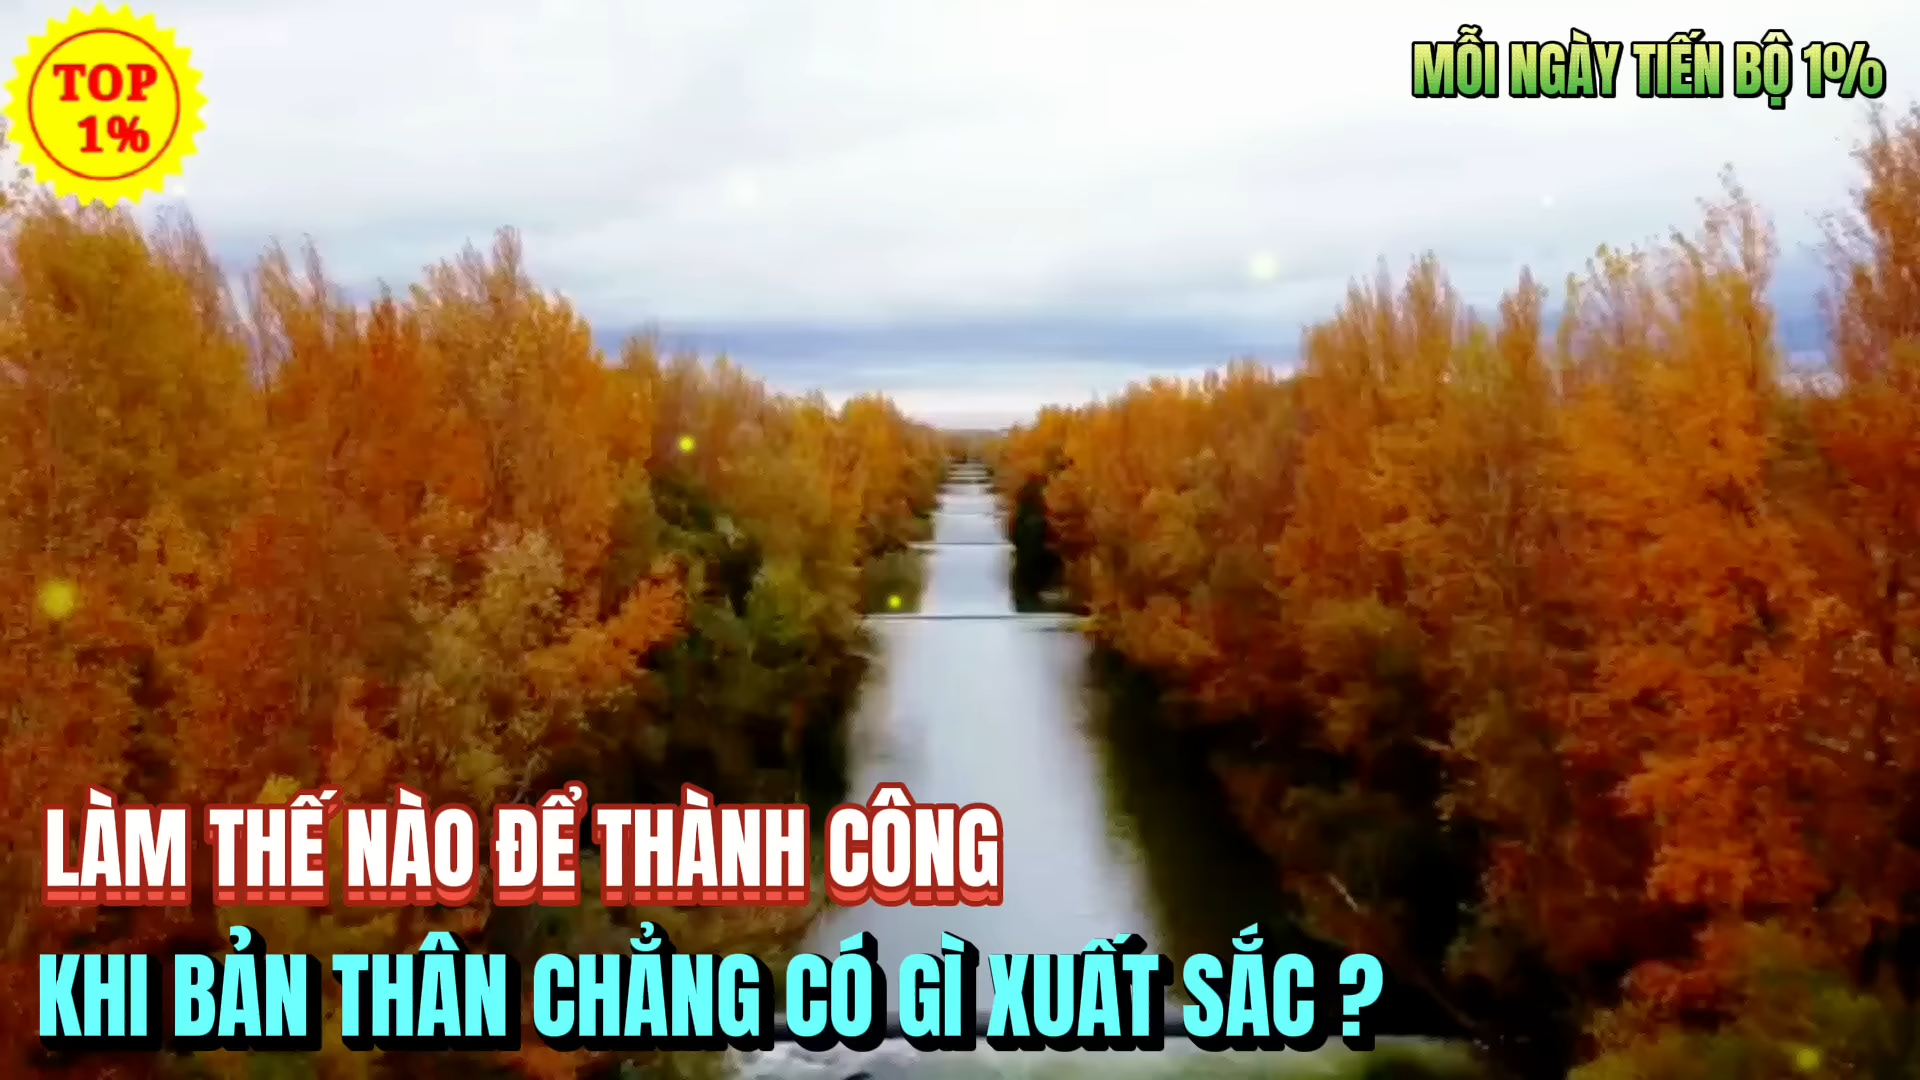 TOP
1%
MỖI NGÀY TIẾN BỘ 1%
LÀM THẾ NÀO ĐỂ THÀNH CÔNG
KHI BẢN THÂN CHẲNG CÓ GÌ XUẤT SẮC ?